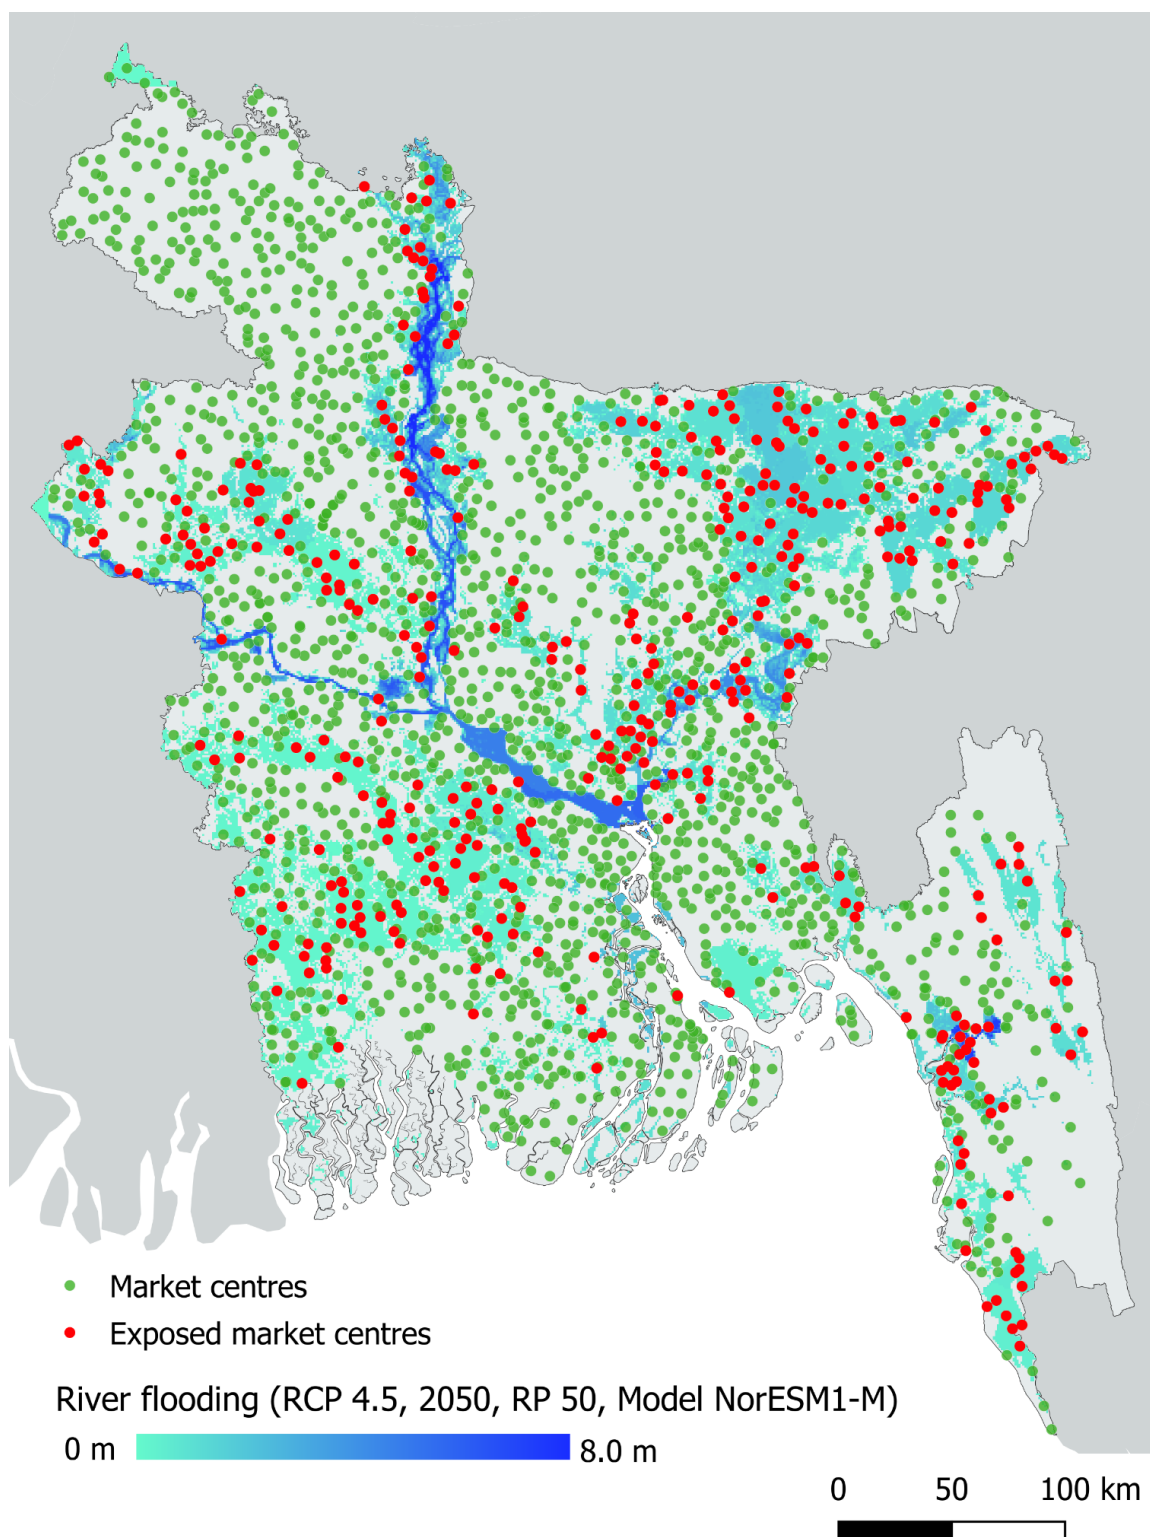 Market centres
Exposed market centres
River flooding (RCP 4.5, 2050, RP 50, Model NorESM1-M)
0 m 8.0 m
0 50 100 km